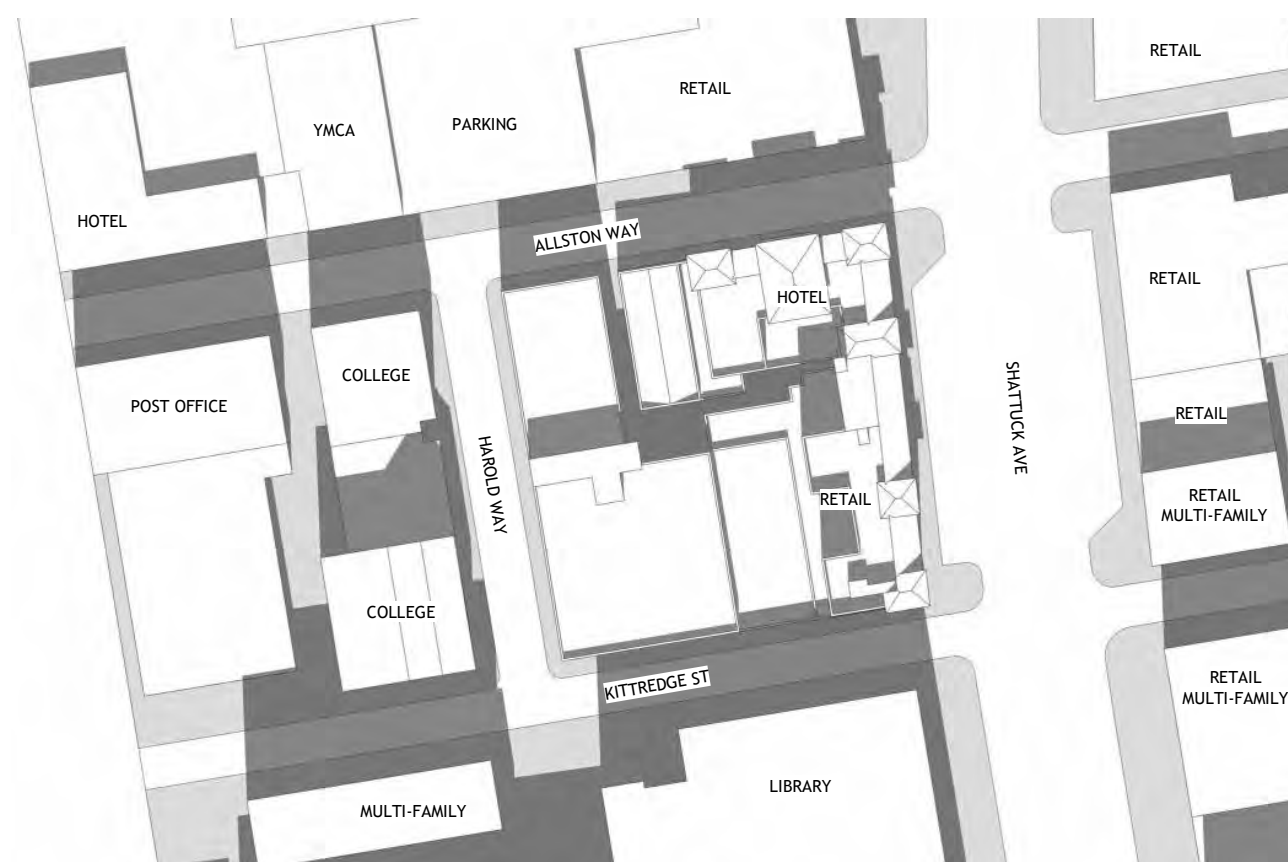 RETAIL
RETAIL
YMCA
PARKING
HOTEL
ALLSTON WAY
RETAIL
HOTEL
COLLEGE
SHATTUCK AVE
POST OFFICE
RETAIL
HAROLD WAY
RETAIL
RETAIL
MULTI-FAMILY
COLLEGE
KITTREDGE ST
RETAIL
MULTI-FAMILY
LIBRARY
MULTI-FAMILY